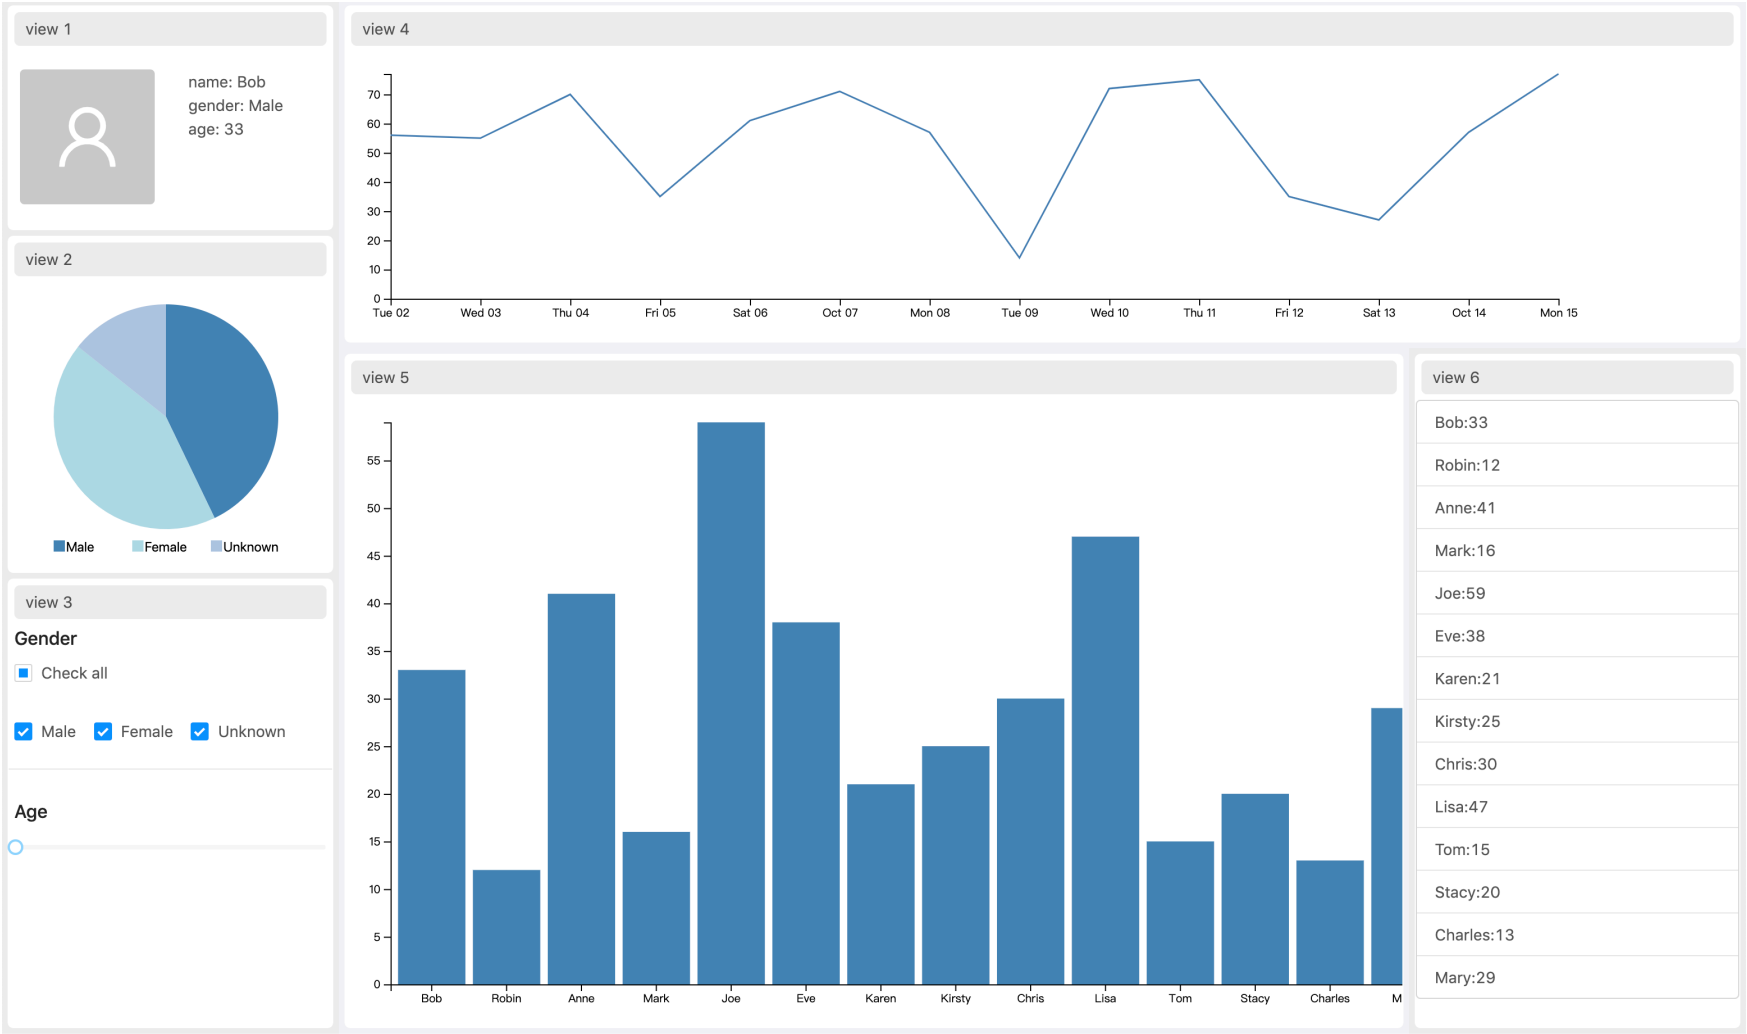 view 1
name: Bob
gender: Male
age: 33
view 2
Male Female Unknown
view 3
Gender
Check all
Male Female Unknown
Age
view 4
70
60
50
40
30
20
10
0
Tue 02 Wed 03 Thu 04 Fri 05 Sat 06 Oct 07 Mon 08 Tue 09 Wed 10 Thu 11 Fri 12 Sat 13 Oct 14 Mon 15
view 5
55
50
45
40
35
30
25
20
15
10
5
0
Bob Robin Anne Mark Joe Eve Karen Kirsty Chris Lisa Tom Stacy Charles M
view 6
Bob:33
Robin:12
Anne:41
Mark:16
Joe:59
Eve:38
Karen:21
Kirsty:25
Chris:30
Lisa:47
Tom:15
Stacy:20
Charles:13
Mary:29